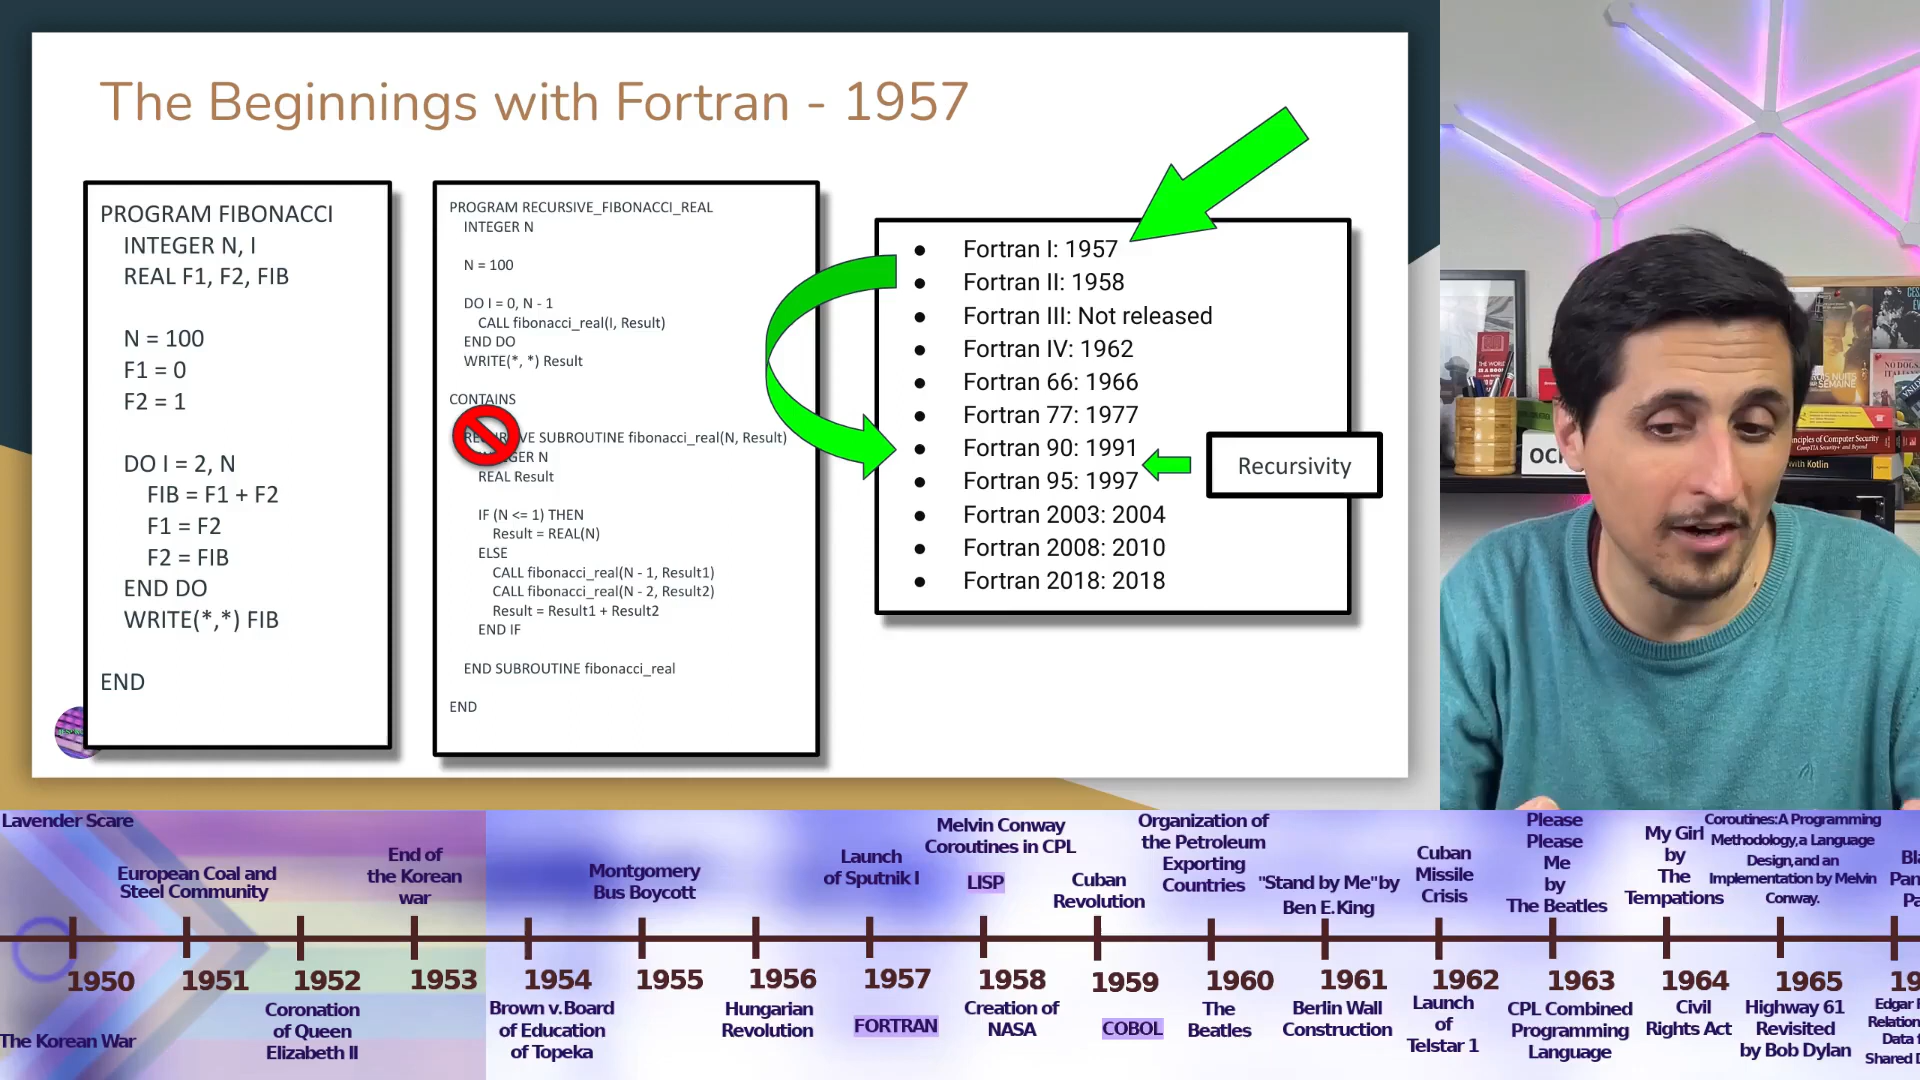 The Beginnings with Fortran - 1957
PROGRAM FIBONACCI
INTEGER N, I
REAL F1, F2, FIB
N = 100
F1 = 0
F2 = 1
DO I = 2, N
FIB = F1 + F2
F1 = F2
F2 = FIB
END DO
WRITE(*,*) FIB
END
PROGRAM RECURSIVE_FIBONACCI_REAL
INTEGER N
N = 100
DO I = 0, N - 1
CALL fibonacci_real(I, Result)
END DO
WRITE(*, *) Result
CONTAINS
SUBROUTINE fibonacci_real(N, Result)
N
REAL Result
IF (N <= 1) THEN
Result = REAL(N)
ELSE
CALL fibonacci_real(N - 1, Result1)
CALL fibonacci_real(N - 2, Result2)
Result = Result1 + Result2
END IF
END SUBROUTINE fibonacci_real
END
● Fortran I: 1957
● Fortran II: 1958
● Fortran III: Not released
● Fortran IV: 1962
● Fortran 66: 1966
● Fortran 77: 1977
● Fortran 90: 1991
● Fortran 95: 1997
● Fortran 2003: 2004
● Fortran 2008: 2010
● Fortran 2018: 2018
Recursivity
Lavender Scare
European Coal and
Steel Community
End of
the Korean
war
Montgomery
Bus Boycott
Launch
of Sputnik I
Melvin Conway
Coroutines in CPL
LISP
Cuban
Revolution
Organization of
the Petroleum
Exporting
Countries
"Stand by Me"by
Ben E.King
Cuban
Missile
Crisis
Please
Please
Me
by
The Beatles
My Girl
by
The
Tempations
Coroutines:A Programming
Methodology,a Language
Design,and an
Implementation by Melvin
Conway.
1950
1951
1952
1953
1954
1955
1956
1957
1958
1959
1960
1961
1962
1963
1964
1965
The Korean War
Coronation
of Queen
Elizabeth II
Brown v.Board
of Education
of Topeka
Hungarian
Revolution
FORTRAN
Creation of
NASA
COBOL
The
Beatles
Berlin Wall
Construction
Launch
of
Telstar 1
CPL Combined
Programming
Language
Civil
Rights Act
Highway 61
Revisited
by Bob Dylan
Edgar
Shared